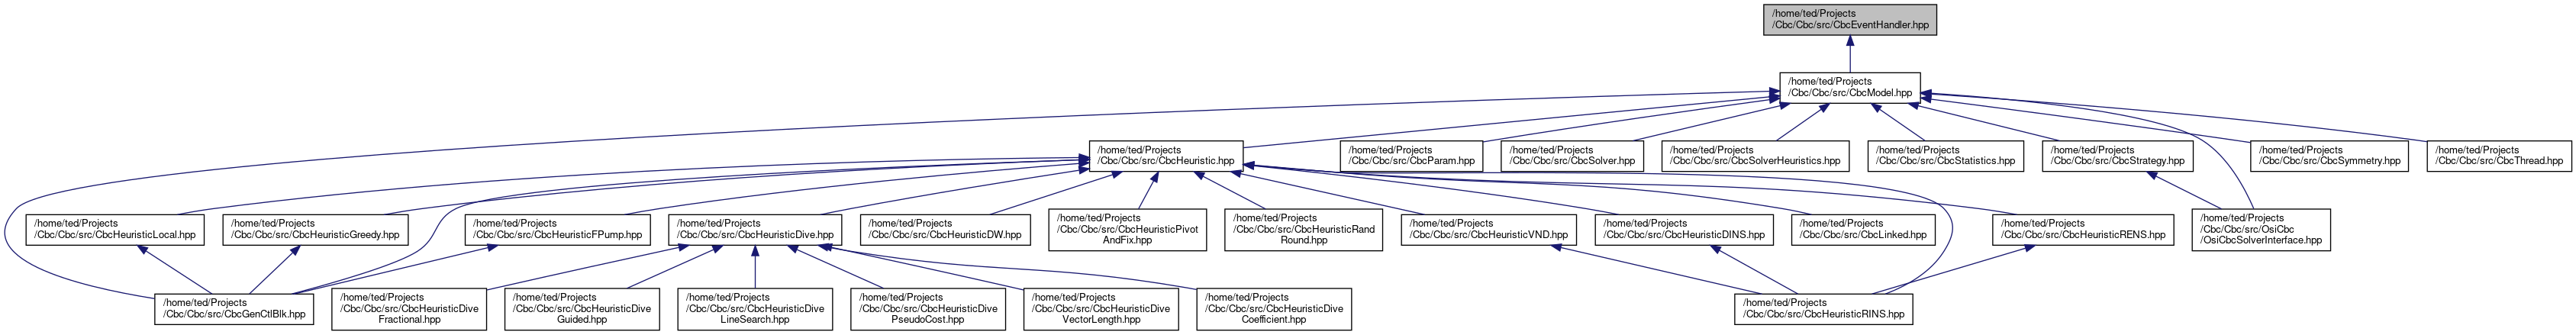 /home/ted/Projects
/Cbc/Cbc/src/CbcEventHandler.hpp
/home/ted/Projects
/Cbc/Cbc/src/CbcModel.hpp
/home/ted/Projects
/Cbc/Cbc/src/CbcHeuristic.hpp
/home/ted/Projects
/Cbc/Cbc/src/CbcParam.hpp
/home/ted/Projects
/Cbc/Cbc/src/CbcSolver.hpp
/home/ted/Projects
/Cbc/Cbc/src/CbcSolverHeuristics.hpp
/home/ted/Projects
/Cbc/Cbc/src/CbcStatistics.hpp
/home/ted/Projects
/Cbc/Cbc/src/CbcStrategy.hpp
/home/ted/Projects
/Cbc/Cbc/src/CbcSymmetry.hpp
/home/ted/Projects
/Cbc/Cbc/src/CbcThread.hpp
/home/ted/Projects
/Cbc/Cbc/src/CbcHeuristicLocal.hpp
/home/ted/Projects
/Cbc/Cbc/src/CbcHeuristicGreedy.hpp
/home/ted/Projects
/Cbc/Cbc/src/CbcHeuristicFPump.hpp
/home/ted/Projects
/Cbc/Cbc/src/CbcHeuristicDive.hpp
/home/ted/Projects
/Cbc/Cbc/src/CbcHeuristicDW.hpp
/home/ted/Projects
/Cbc/Cbc/src/CbcHeuristicPivot
AndFix.hpp
/home/ted/Projects
/Cbc/Cbc/src/CbcHeuristicRand
Round.hpp
/home/ted/Projects
/Cbc/Cbc/src/CbcHeuristicVND.hpp
/home/ted/Projects
/Cbc/Cbc/src/CbcHeuristicDINS.hpp
/home/ted/Projects
/Cbc/Cbc/src/CbcLinked.hpp
/home/ted/Projects
/Cbc/Cbc/src/CbcHeuristicRENS.hpp
/home/ted/Projects
/Cbc/Cbc/src/OsiCbc
/OsiCbcSolverInterface.hpp
/home/ted/Projects
/Cbc/Cbc/src/CbcGenCtlBlk.hpp
/home/ted/Projects
/Cbc/Cbc/src/CbcHeuristicDive
Fractional.hpp
/home/ted/Projects
/Cbc/Cbc/src/CbcHeuristicDive
Guided.hpp
/home/ted/Projects
/Cbc/Cbc/src/CbcHeuristicDive
LineSearch.hpp
/home/ted/Projects
/Cbc/Cbc/src/CbcHeuristicDive
PseudoCost.hpp
/home/ted/Projects
/Cbc/Cbc/src/CbcHeuristicDive
VectorLength.hpp
/home/ted/Projects
/Cbc/Cbc/src/CbcHeuristicDive
Coefficient.hpp
/home/ted/Projects
/Cbc/Cbc/src/CbcHeuristicRINS.hpp